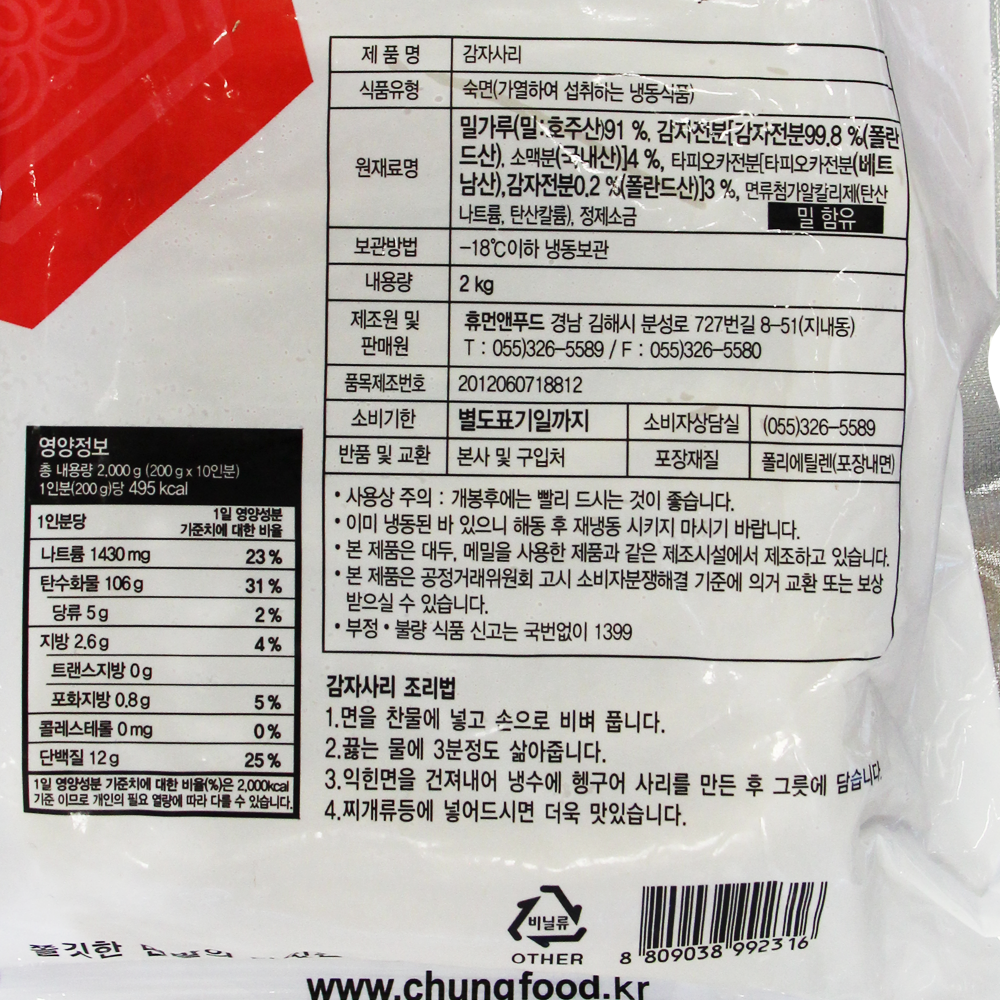 제 품 명 감자사리
식품유형 숙면(가열하여 섭취하는 냉동식품)
원재료명
밀가루(밀:호주산)91 %, 감자전분[감자전분99.8 %(폴란
드산), 소맥분(국내산)]4 %, 타피오카전분[타피오카전분(베트
남산),감자전분0.2 %(폴란드산)]3 %, 면류첨가알칼리제(탄산
나트륨, 탄산칼륨), 정제소금 밀 함유
보관방법 -18℃이하 냉동보관
내용량 2 kg
제조원 및
판매원
휴먼앤푸드 경남 김해시 분성로 727번길 8-51(지내동)
T : 055)326-5589 / F : 055)326-5580
품목제조번호 2012060718812
소비기한 별도표기일까지 소비자상담실 (055)326-5589
반품 및 교환 본사 및 구입처 포장재질 폴리에틸렌(포장내면)
• 사용상 주의 : 개봉후에는 빨리 드시는 것이 좋습니다.
• 이미 냉동된 바 있으니 해동 후 재냉동 시키지 마시기 바랍니다.
• 본 제품은 대두, 메밀을 사용한 제품과 같은 제조시설에서 제조하고 있습니다.
• 본 제품은 공정거래위원회 고시 소비자분쟁해결 기준에 의거 교환 또는 보상
받으실 수 있습니다.
• 부정 • 불량 식품 신고는 국번없이 1399
영양정보
총 내용량 2,000 g (200 g x 10인분)
1인분(200 g)당 495 kcal
1인분당 1일 영양성분
기준치에 대한 비율
나트륨 1430 mg 23 %
탄수화물 106 g 31 %
당류 5 g 2 %
지방 2.6 g 4 %
트랜스지방 0 g
포화지방 0.8 g 5 %
콜레스테롤 0 mg 0 %
단백질 12 g 25 %
1일 영양성분 기준치에 대한 비율(%)은 2,000kcal
기준 이므로 개인의 필요 열량에 따라 다를 수 있습니다.
감자사리 조리법
1.면을 찬물에 넣고 손으로 비벼 풉니다.
2.끓는 물에 3분정도 삶아줍니다.
3.익힌면을 건져내어 냉수에 헹구어 사리를 만든 후 그릇에 담습니다.
4.찌개류등에 넣어드시면 더욱 맛있습니다.
비닐류
OTHER
8 809038 992316
쫄깃한
www.chungfood.kr